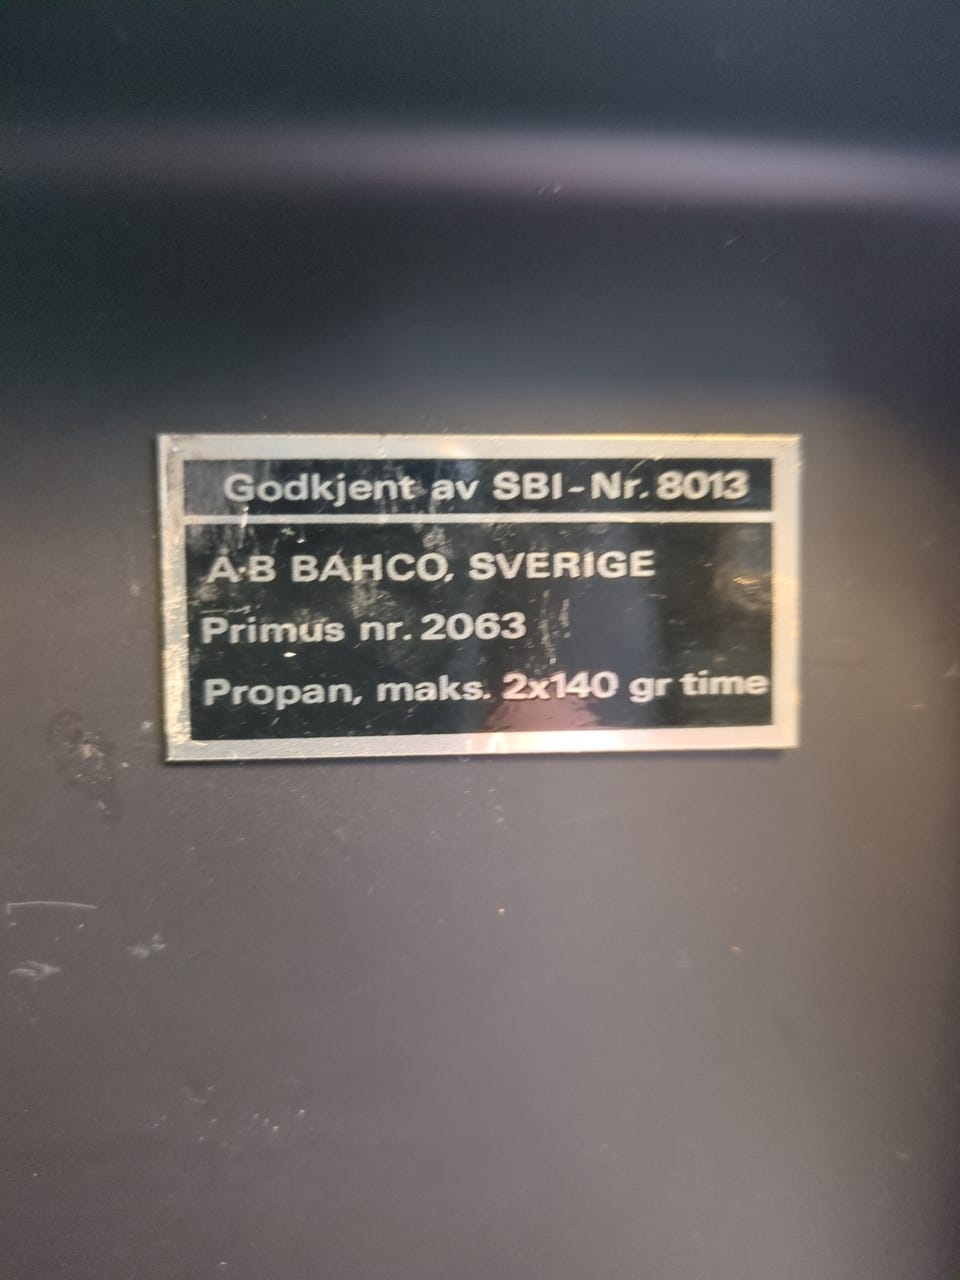 Godkjent av SBI-Nr. 8013
A·B BAHCO, SVERIGE
Primus nr. 2063
Propan, maks. 2x140 gr time